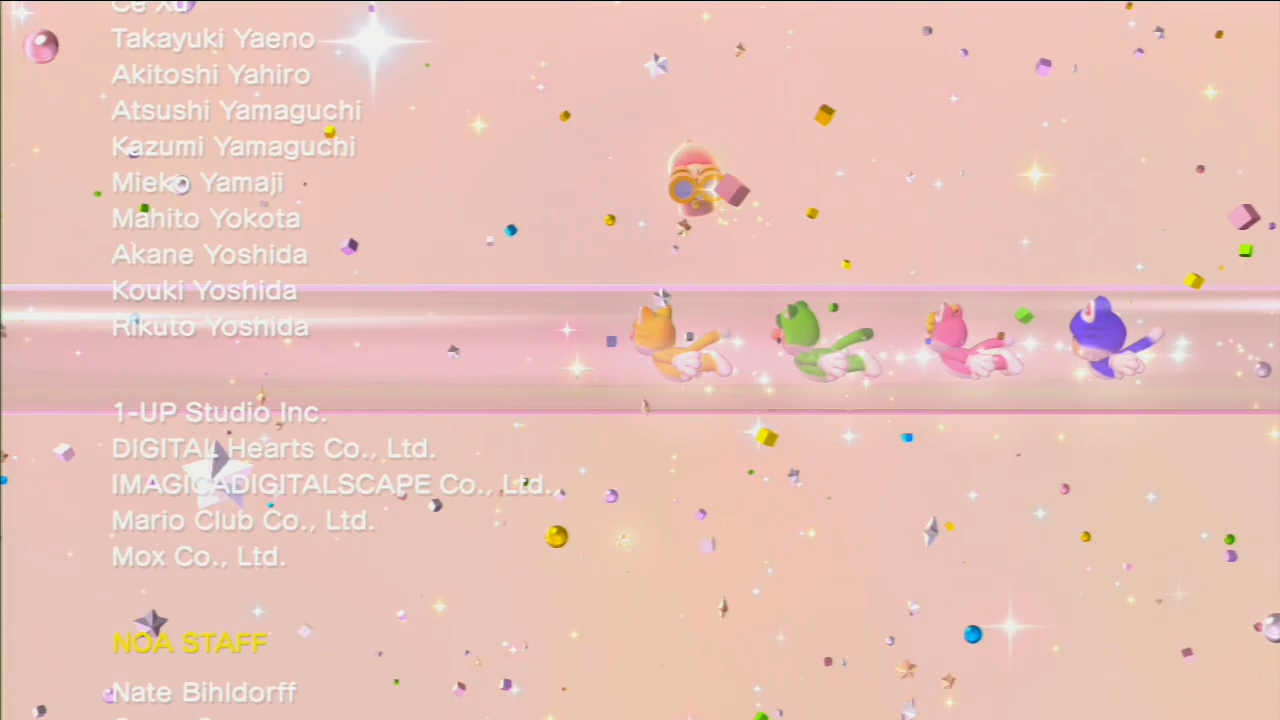 Ce Xu
Takayuki Yaeno
Akitoshi Yahiro
Atsushi Yamaguchi
Kazumi Yamaguchi
Mieko Yamaji
Mahito Yokota
Akane Yoshida
Kouki Yoshida
Rikuto Yoshida
1-UP Studio Inc.
DIGITAL Hearts Co., Ltd.
IMAGICADIGITALSCAPE Co., Ltd.
Mario Club Co., Ltd.
Mox Co., Ltd.
NOA STAFF
Nate Bihldorff